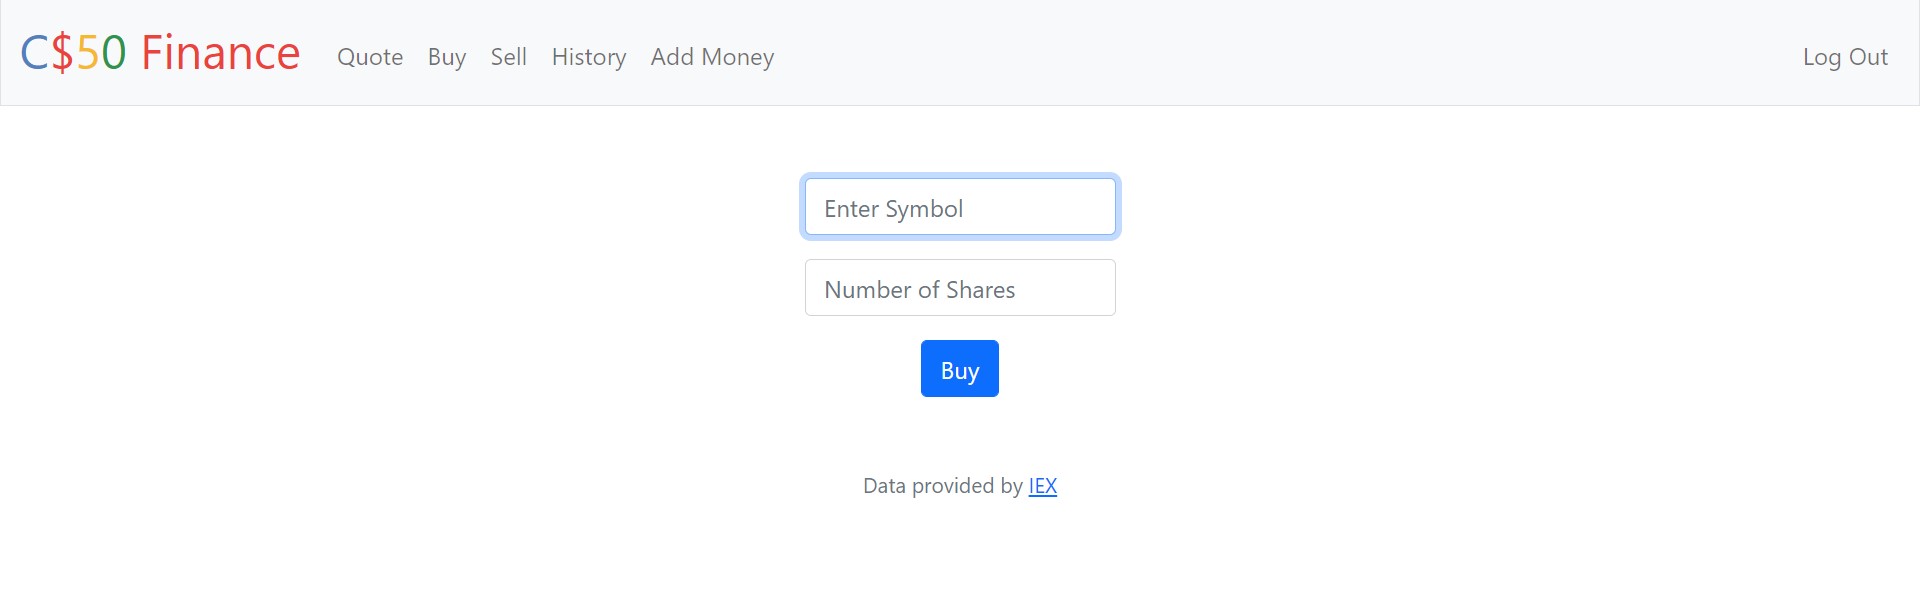 C$50 Finance Quote Buy Sell History Add Money Log Out
Enter Symbol
Number of Shares
Buy
Data provided by IEX